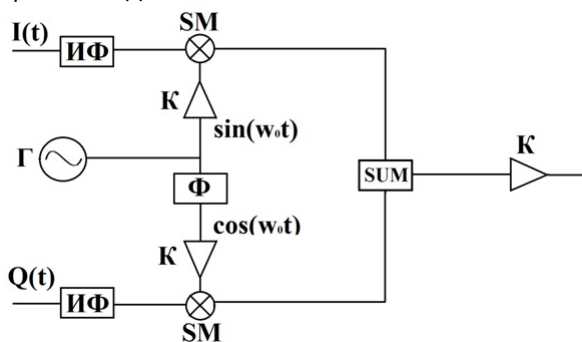 I(t)
ИФ
SM
К
sin(w₀t)
Г
Ф
SUM
К
cos(w₀t)
К
Q(t)
ИФ
SM